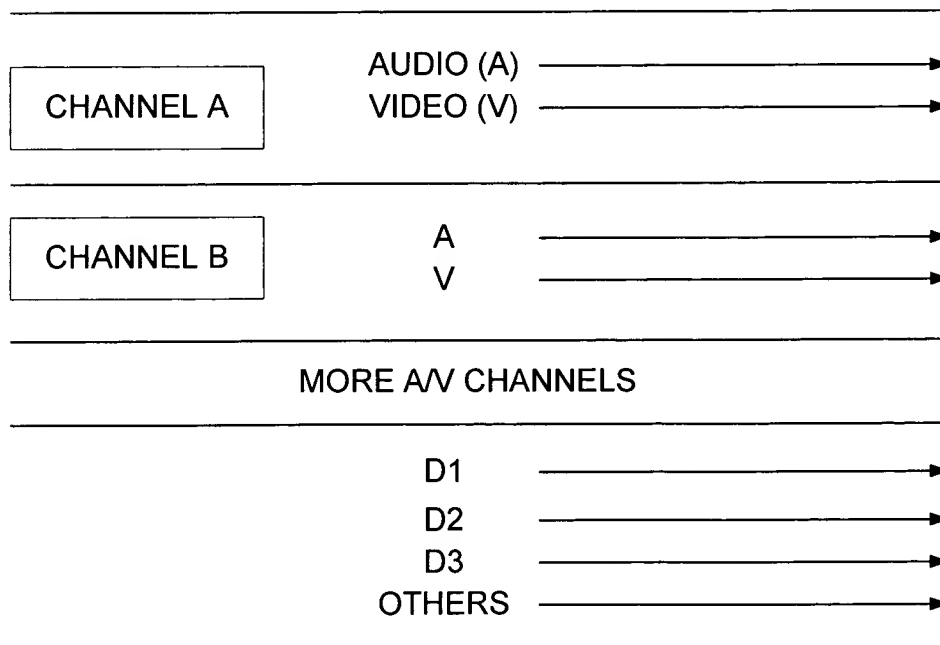 AUDIO (A)
CHANNEL A
VIDEO (V)
CHANNEL B
A
V
MORE A/V CHANNELS
D1
D2
D3
OTHERS